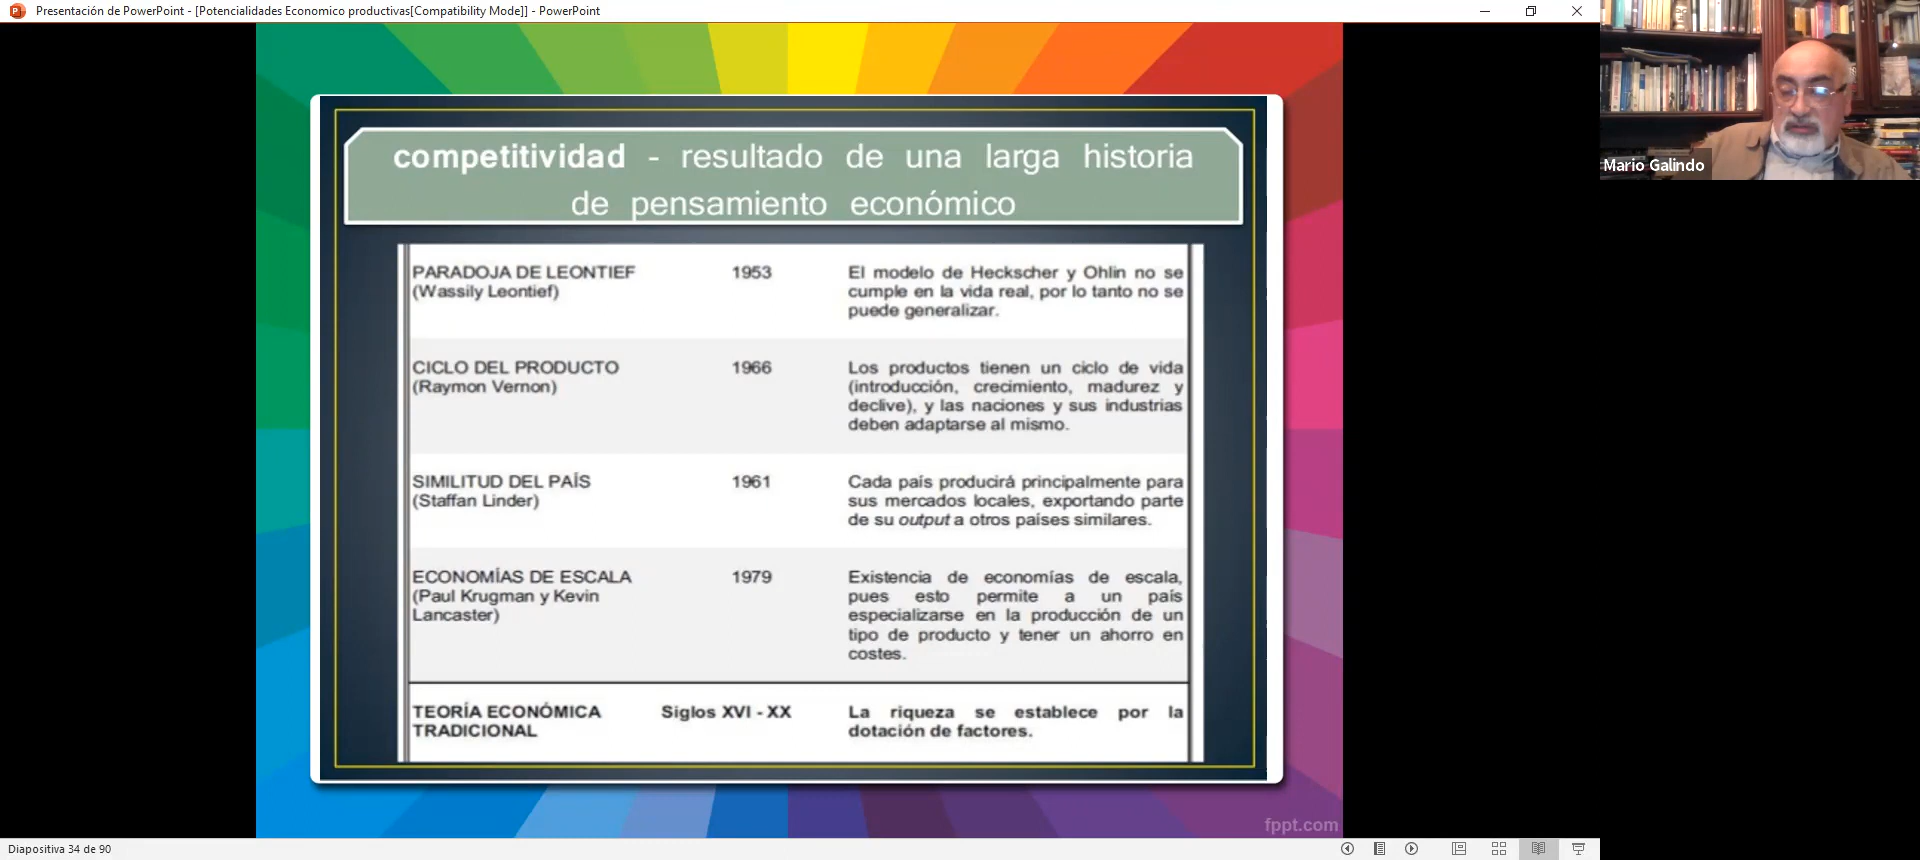 Presentación de PowerPoint - [Potencialidades Economico productivas[Compatibility Mode]] - PowerPoint
Mario Galindo
competitividad - resultado de una larga historia
de pensamiento económico
PARADOJA DE LEONTIEF
(Wassily Leontief)
1953
El modelo de Heckscher y Ohlin no se
cumple en la vida real, por lo tanto no se
puede generalizar.
CICLO DEL PRODUCTO
(Raymon Vernon)
1966
Los productos tienen un ciclo de vida
(introducción, crecimiento, madurez y
declive), y las naciones y sus industrias
deben adaptarse al mismo.
SIMILITUD DEL PAÍS
(Staffan Linder)
1961
Cada país producirá principalmente para
sus mercados locales, exportando parte
de su output a otros países similares.
ECONOMÍAS DE ESCALA
(Paul Krugman y Kevin
Lancaster)
1979
Existencia de economías de escala,
pues esto permite a un país
especializarse en la producción de un
tipo de producto y tener un ahorro en
costes.
TEORÍA ECONÓMICA
TRADICIONAL
Siglos XVI - XX
La riqueza se establece por la
dotación de factores.
fppt.com
Diapositiva 34 de 90